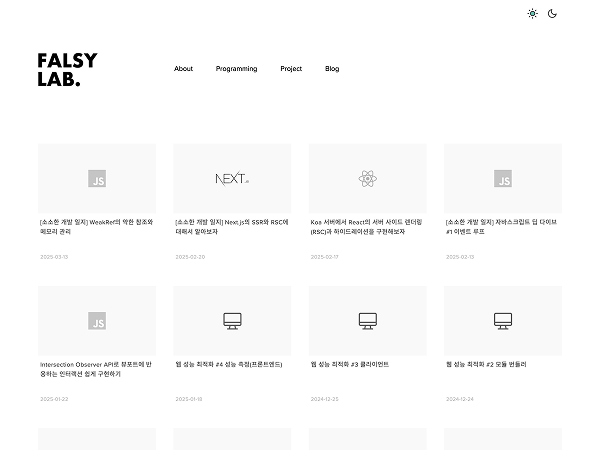 FALSY
LAB.
About Programming Project Blog
JS
NEXT.JS
JS
[소소한 개발 일지] WeakRef의 약한 참조와
메모리 관리
[소소한 개발 일지] Next.js의 SSR와 RSC에
대해서 알아보자
Koa 서버에서 React의 서버 사이드 렌더링
(RSC)과 하이드레이션을 구현해보자
[소소한 개발 일지] 자바스크립트 딥 다이브
#1 이벤트 루프
2025-03-13
2025-02-20
2025-02-17
2025-02-13
JS
Intersection Observer API로 뷰포트에 반
응하는 인터랙션 쉽게 구현하기
웹 성능 최적화 #4 성능 측정(프론트엔드)
웹 성능 최적화 #3 클라이언트
웹 성능 최적화 #2 모듈 번들러
2025-01-22
2025-01-18
2024-12-25
2024-12-24